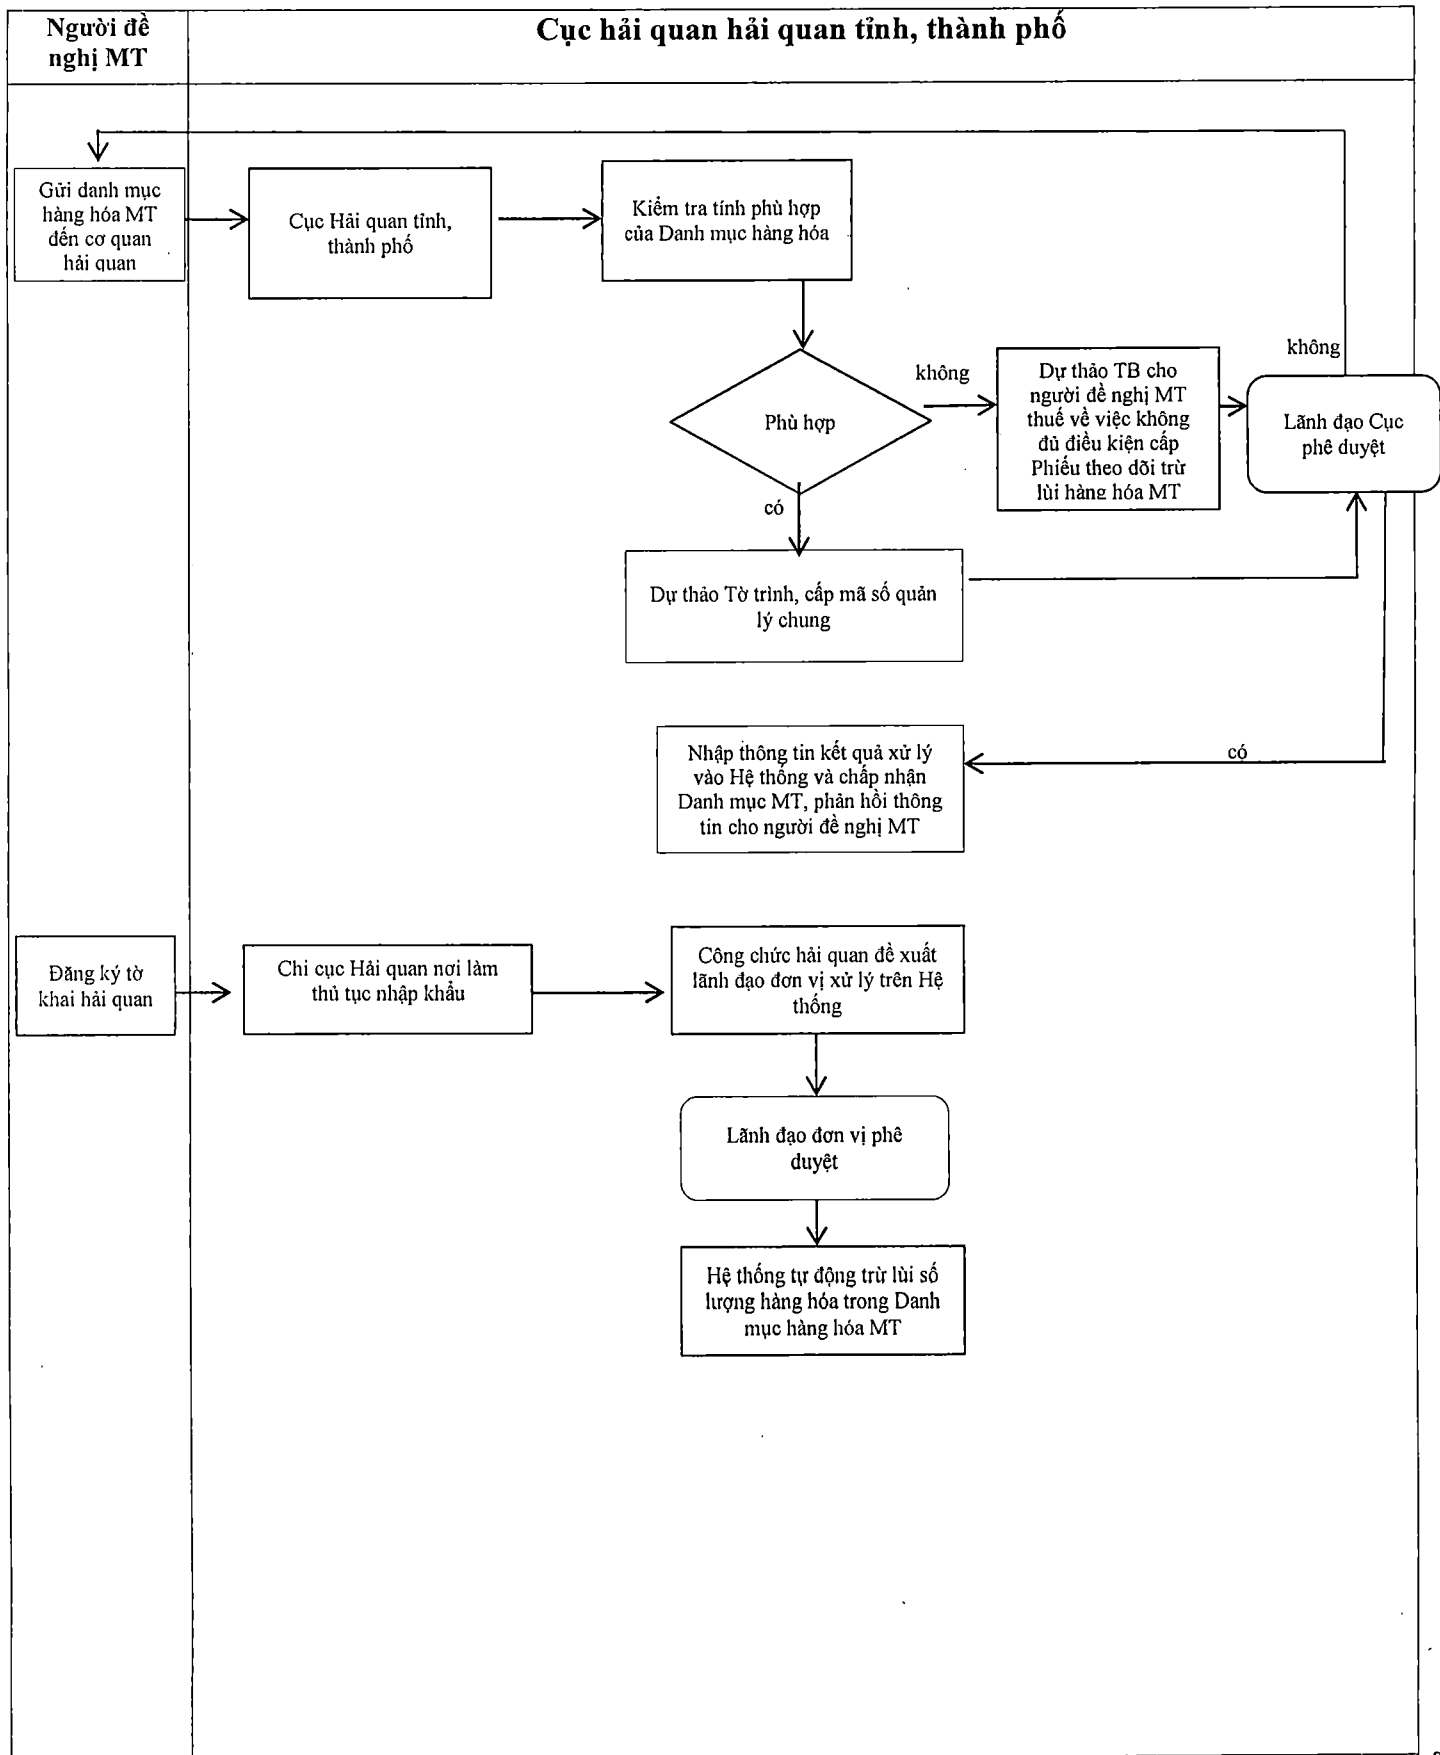 Người đề
nghị MT
Cục hải quan hải quan tỉnh, thành phố
Gửi danh mục
hàng hóa MT
đến cơ quan
hải quan
Cục Hải quan tỉnh,
thành phố
Kiểm tra tính phù hợp
của Danh mục hàng hóa
Phù hợp
không
Dự thảo TB cho
người đề nghị MT
thuế về việc không
đủ điều kiện cấp
Phiếu theo dõi trừ
lùi hàng hóa MT
không
Lãnh đạo Cục
phê duyệt
có
Dự thảo Tờ trình, cấp mã số quản
lý chung
Nhập thông tin kết quả xử lý
vào Hệ thống và chấp nhận
Danh mục MT, phản hồi thông
tin cho người đề nghị MT
có
Đăng ký tờ
khai hải quan
Chi cục Hải quan nơi làm
thủ tục nhập khẩu
Công chức hải quan đề xuất
lãnh đạo đơn vị xử lý trên Hệ
thống
Lãnh đạo đơn vị phê
duyệt
Hệ thống tự động trừ lùi số
lượng hàng hóa trong Danh
mục hàng hóa MT